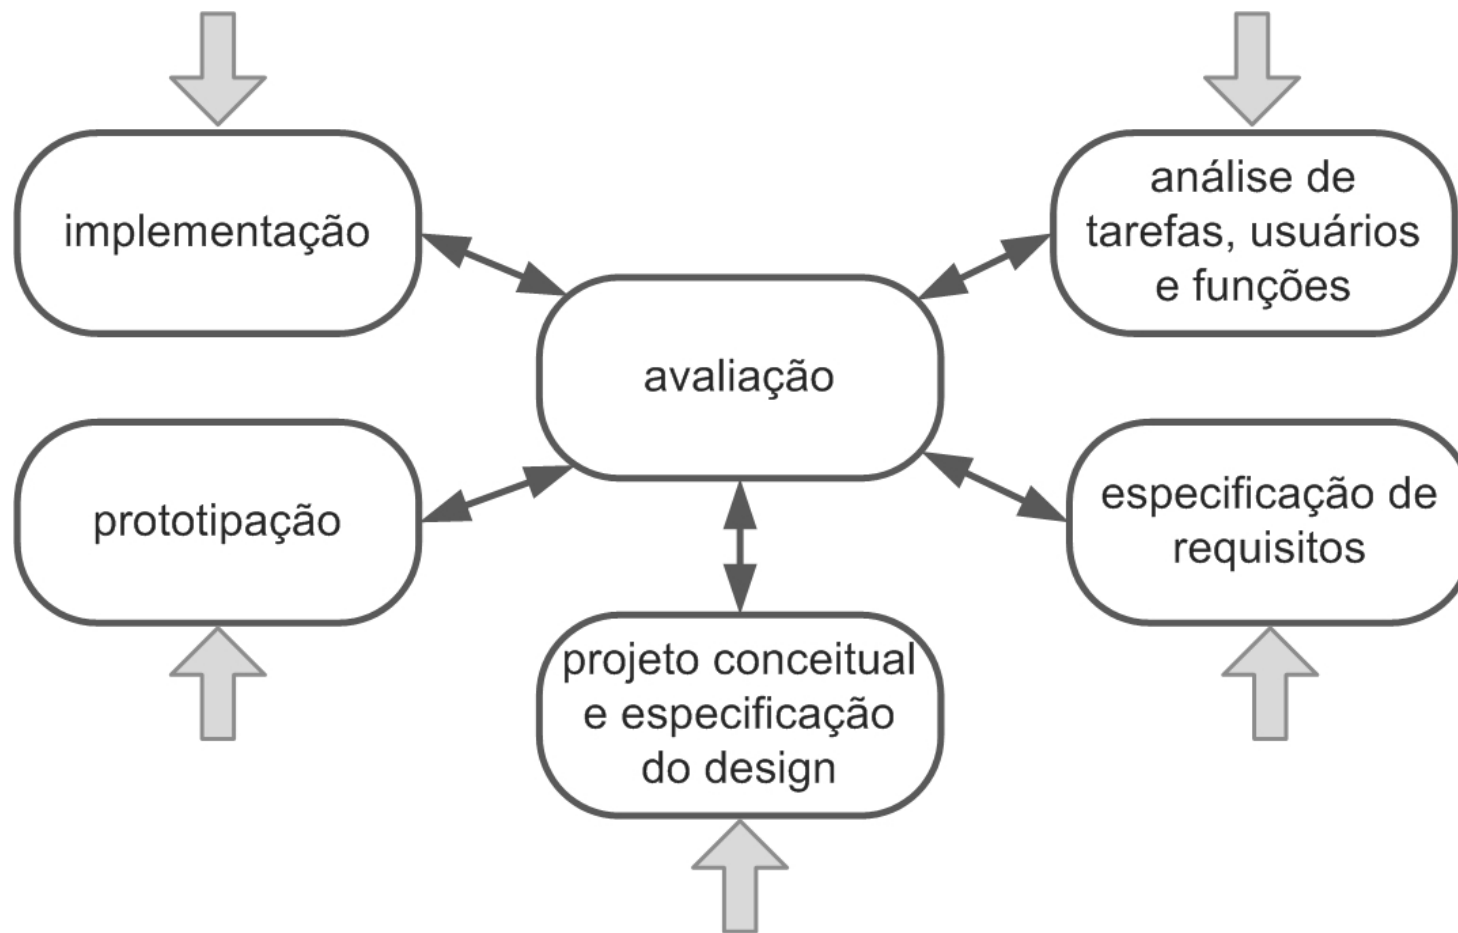 implementação
análise de
tarefas, usuários
e funções
avaliação
prototipação
especificação de
requisitos
projeto conceitual
e especificação
do design